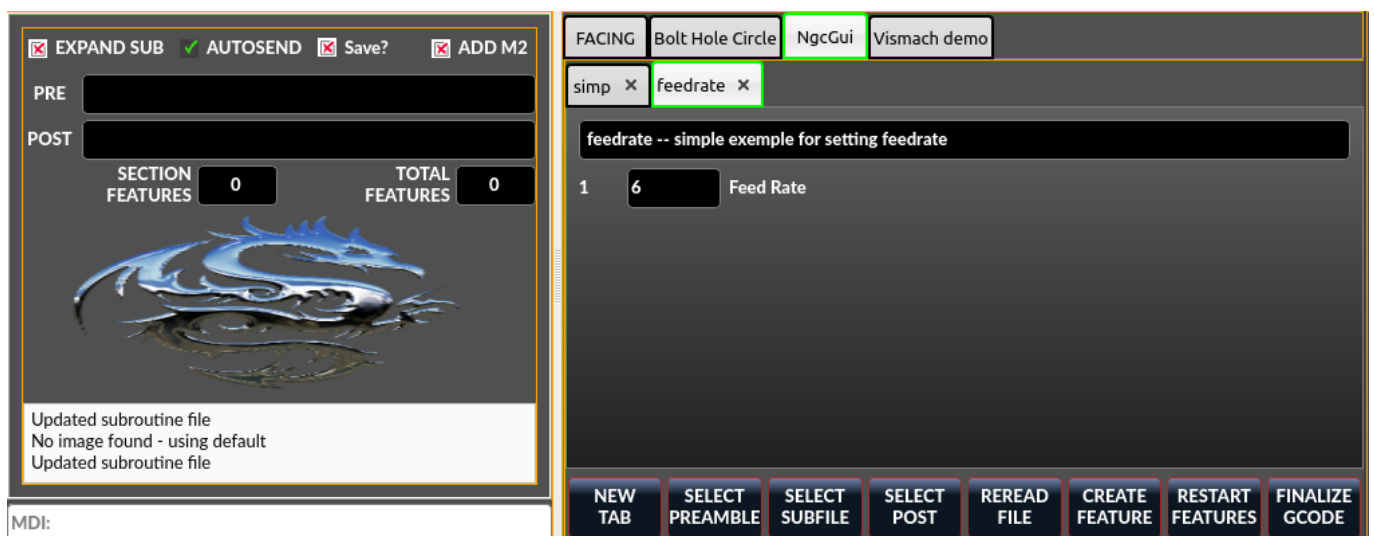 EXPAND SUB AUTOSEND Save? ADD M2
PRE
POST
SECTION
FEATURES
0
TOTAL
FEATURES
0
Updated subroutine file
No image found - using default
Updated subroutine file
MDI:
FACING Bolt Hole Circle NgcGui Vismach demo
simp × feedrate ×
feedrate -- simple exemple for setting feedrate
1 6 Feed Rate
NEW
TAB
SELECT
PREAMBLE
SELECT
SUBFILE
SELECT
POST
REREAD
FILE
CREATE
FEATURE
RESTART
FEATURES
FINALIZE
GCODE